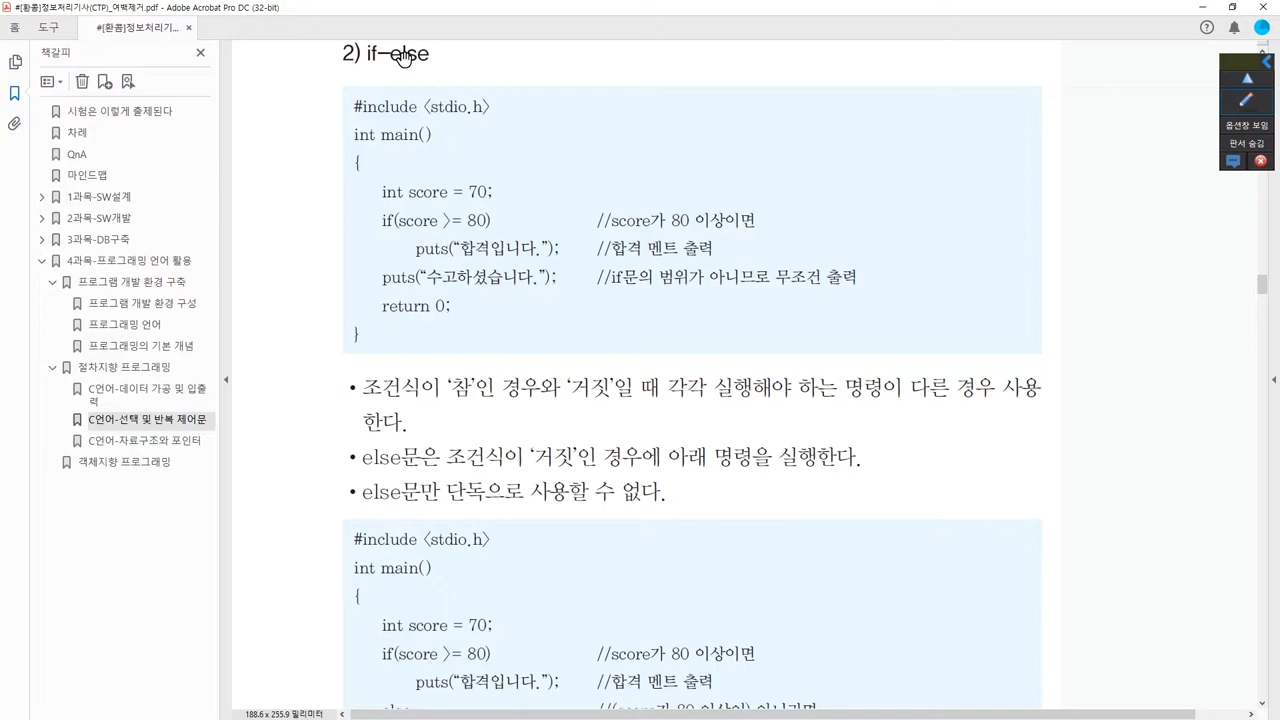 #[환콤]정보처리기사(CTP)_여백제거.pdf - Adobe Acrobat Pro DC (32-bit)
홈
도구
#[환콤]정보처리기...
책갈피
시험은 이렇게 출제된다
차례
QnA
마인드맵
1과목-SW설계
2과목-SW개발
3과목-DB구축
4과목-프로그래밍 언어 활용
프로그램 개발 환경 구축
프로그램 개발 환경 구성
프로그래밍 언어
프로그래밍의 기본 개념
절차지향 프로그래밍
C언어-데이터 가공 및 입출
력
C언어-선택 및 반복 제어문
C언어-자료구조와 포인터
객체지향 프로그래밍
2) if-else
#include 〈stdio.h〉
int main()
{
int score = 70;
if(score 〉= 80) //score가 80 이상이면
puts(“합격입니다.”); //합격 멘트 출력
puts(“수고하셨습니다.”); //if문의 범위가 아니므로 무조건 출력
return 0;
}
• 조건식이 ‘참’인 경우와 ‘거짓’일 때 각각 실행해야 하는 명령이 다른 경우 사용
한다.
• else문은 조건식이 ‘거짓’인 경우에 아래 명령을 실행한다.
• else문만 단독으로 사용할 수 없다.
#include 〈stdio.h〉
int main()
{
int score = 70;
if(score 〉= 80) //score가 80 이상이면
puts(“합격입니다.”); //합격 멘트 출력
else //(score가 80 이상이) 아니라면
옵션창 보임
판서 숨김
188.6 x 255.9 밀리미터